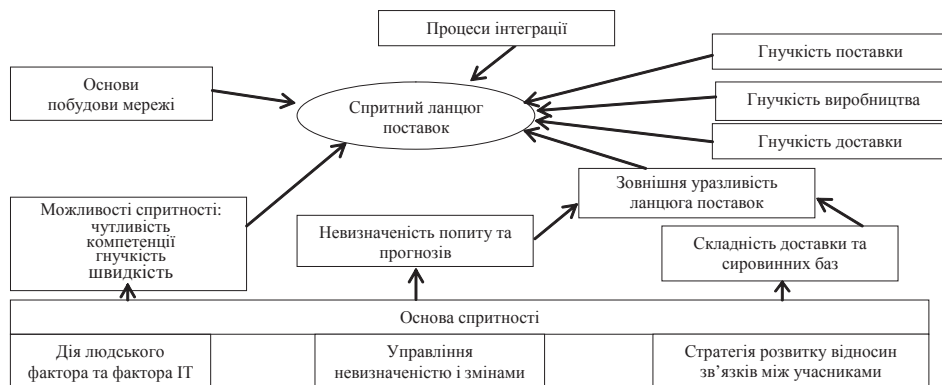 Процеси інтеграції
Гнучкість поставки
Основи
побудови мережі
Спритний ланцюг
поставок
Гнучкість виробництва
Гнучкість доставки
Зовнішня уразливість
ланцюга поставок
Можливості спритності:
чутливість
компетенції
гнучкість
швидкість
Невизначеність попиту та
прогнозів
Складність доставки та
сировинних баз
Основа спритності
Дія людського
фактора та фактора ІТ
Управління
невизначеністю і змінами
Стратегія розвитку відносин
зв’язків між учасниками